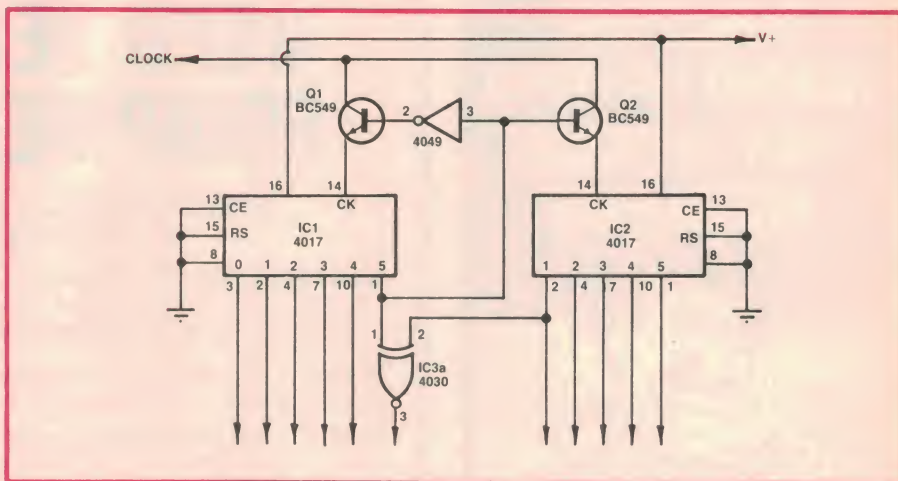 V+
CLOCK
Q1
BC549
Q2
BC549
2
3
4049
16
14
14
16
13
CE
CK
CK
CE
13
15
RS
IC1
4017
IC2
4017
RS
15
8
0 1 2 3 4 5
1 2 3 4 5
8
3 2 4 7 10 1
2 4 7 10 1
1
2
IC3a
4030
3